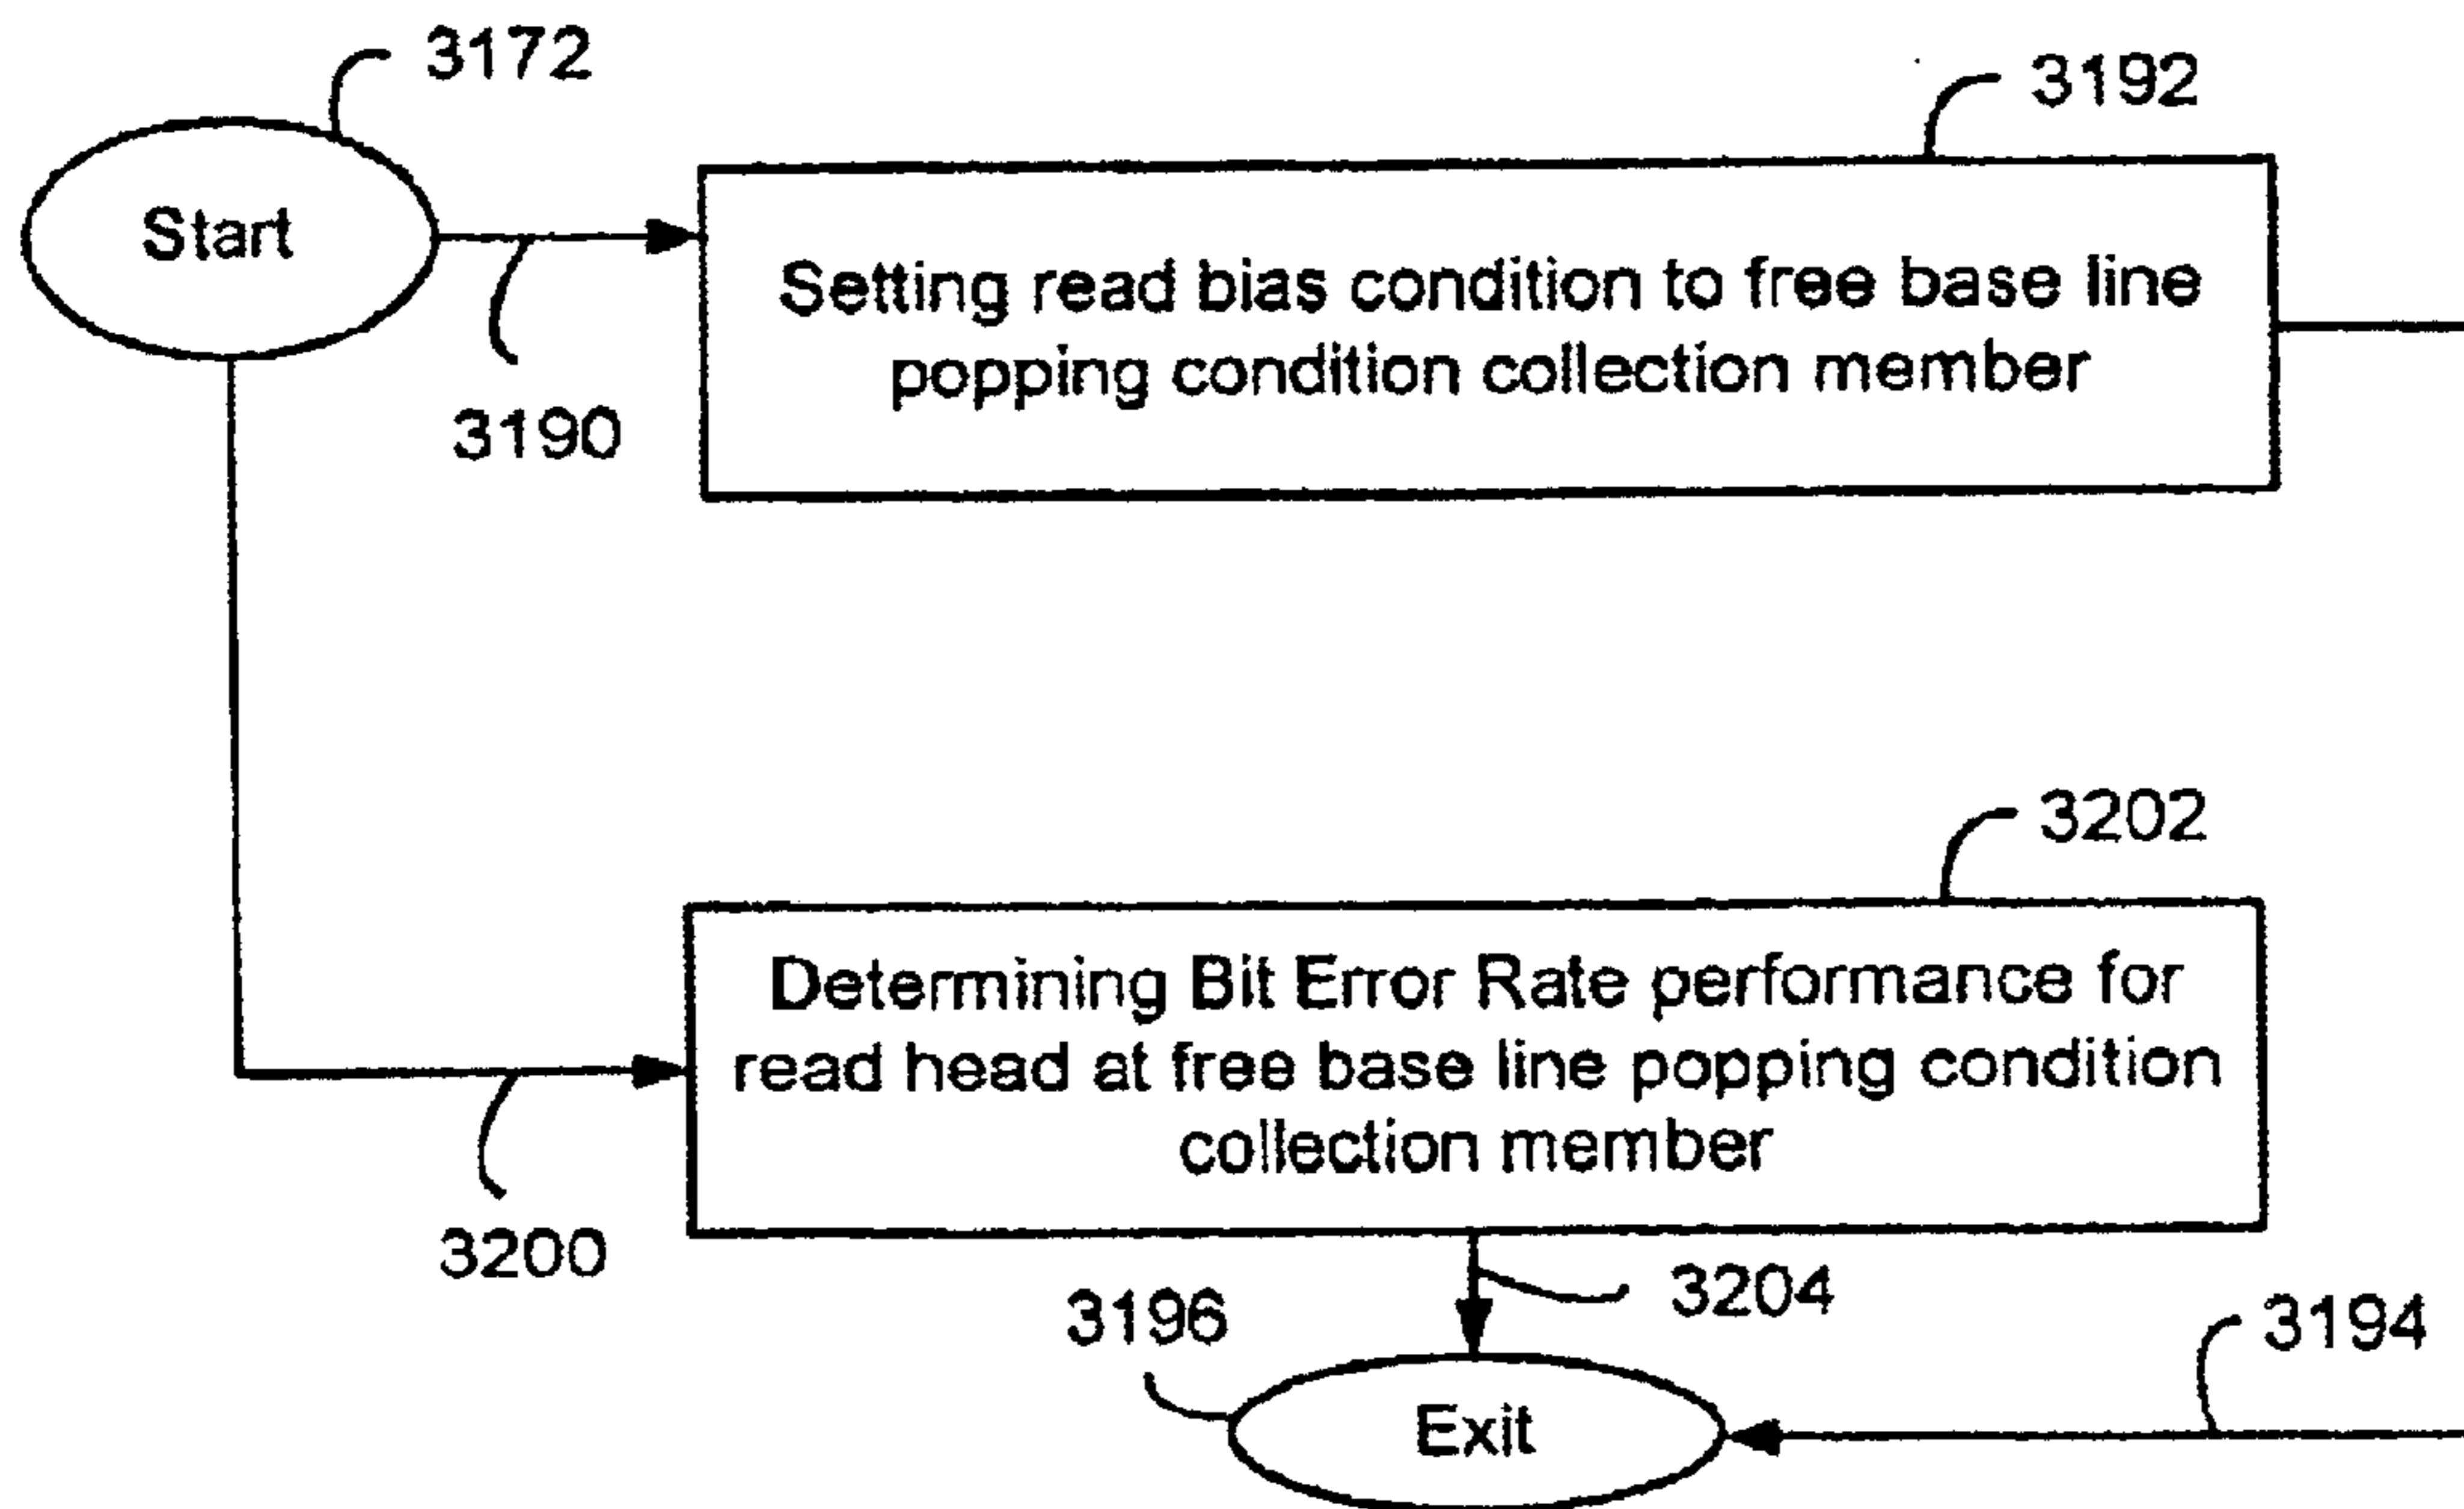 3172
3192
Start
Setting read bias condition to free base line
popping condition collection member
3190
3202
Determining Bit Error Rate performance for
read head at free base line popping condition
collection member
3200
3204
3196
3194
Exit